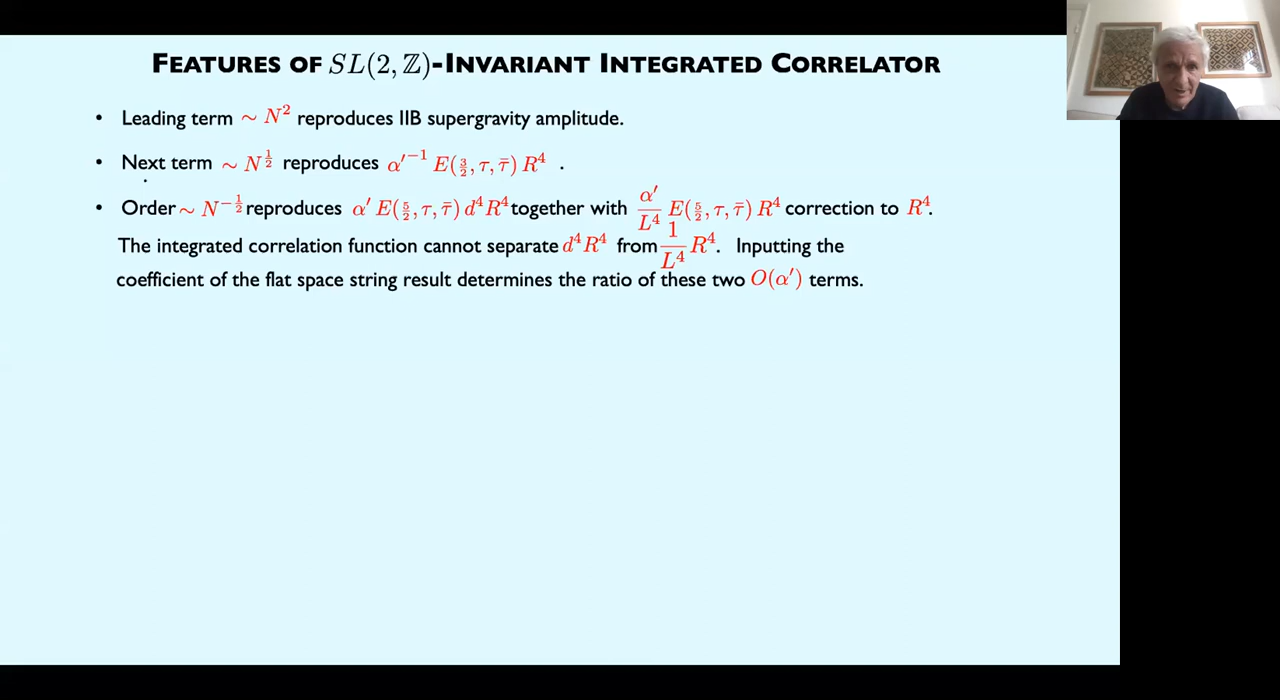 FEATURES OF SL(2, ℤ)-INVARIANT INTEGRATED CORRELATOR
• Leading term ∼ N² reproduces IIB supergravity amplitude.
• Next term ∼ N^{1/2} reproduces α′⁻¹ E(3/2, τ, τ̄) R⁴ .
• Order ∼ N^{-1/2} reproduces α′ E(5/2, τ, τ̄) d⁴R⁴ together with α′/L⁴ E(5/2, τ, τ̄) R⁴ correction to R⁴.
The integrated correlation function cannot separate d⁴R⁴ from 1/L⁴ R⁴. Inputting the
coefficient of the flat space string result determines the ratio of these two O(α′) terms.